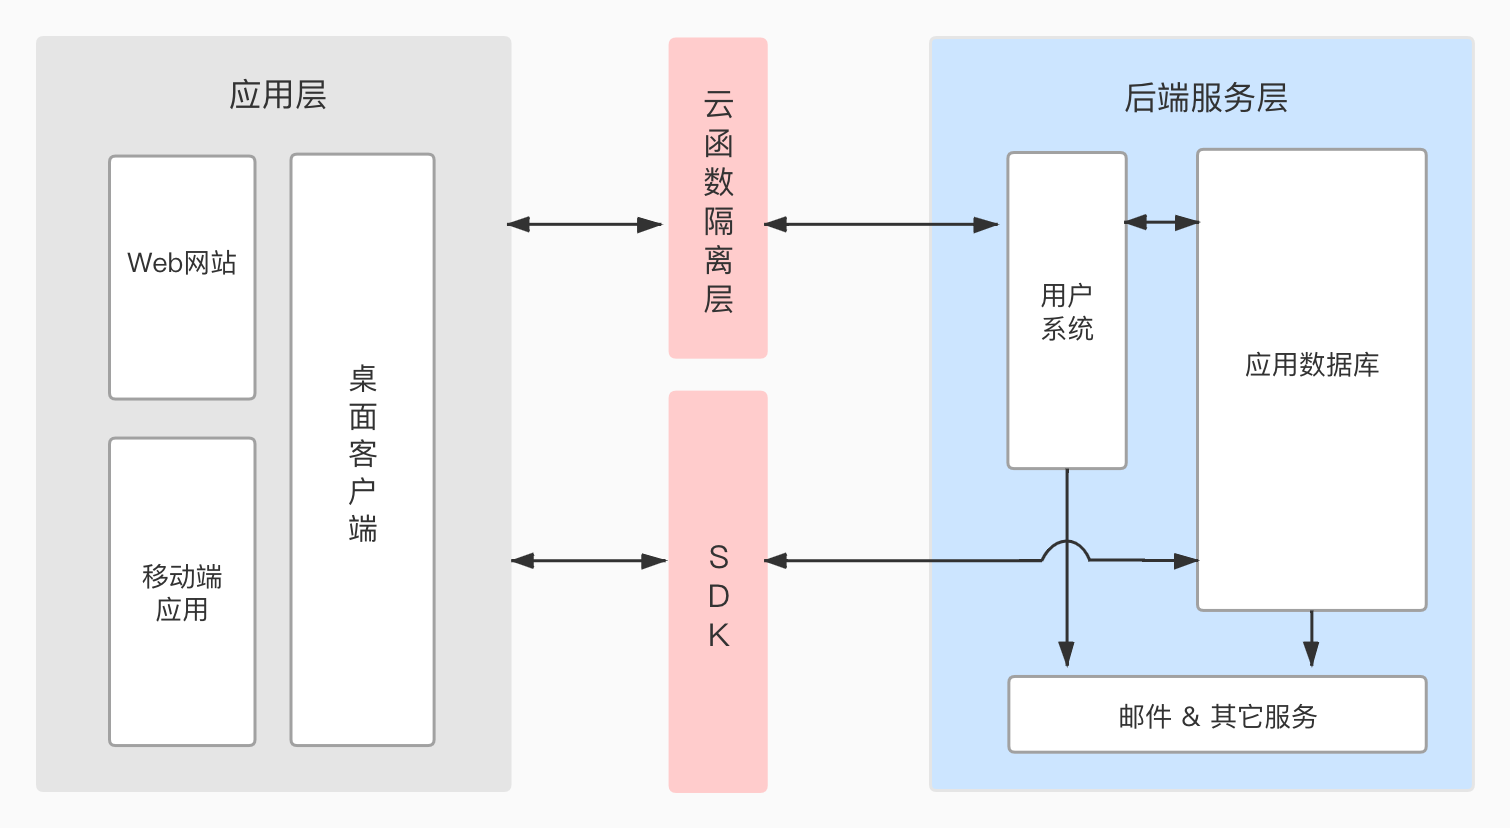 应用层
Web网站
移动端
应用
桌面客户端
云函数隔离层
SDK
后端服务层
用户
系统
应用数据库
邮件 & 其它服务